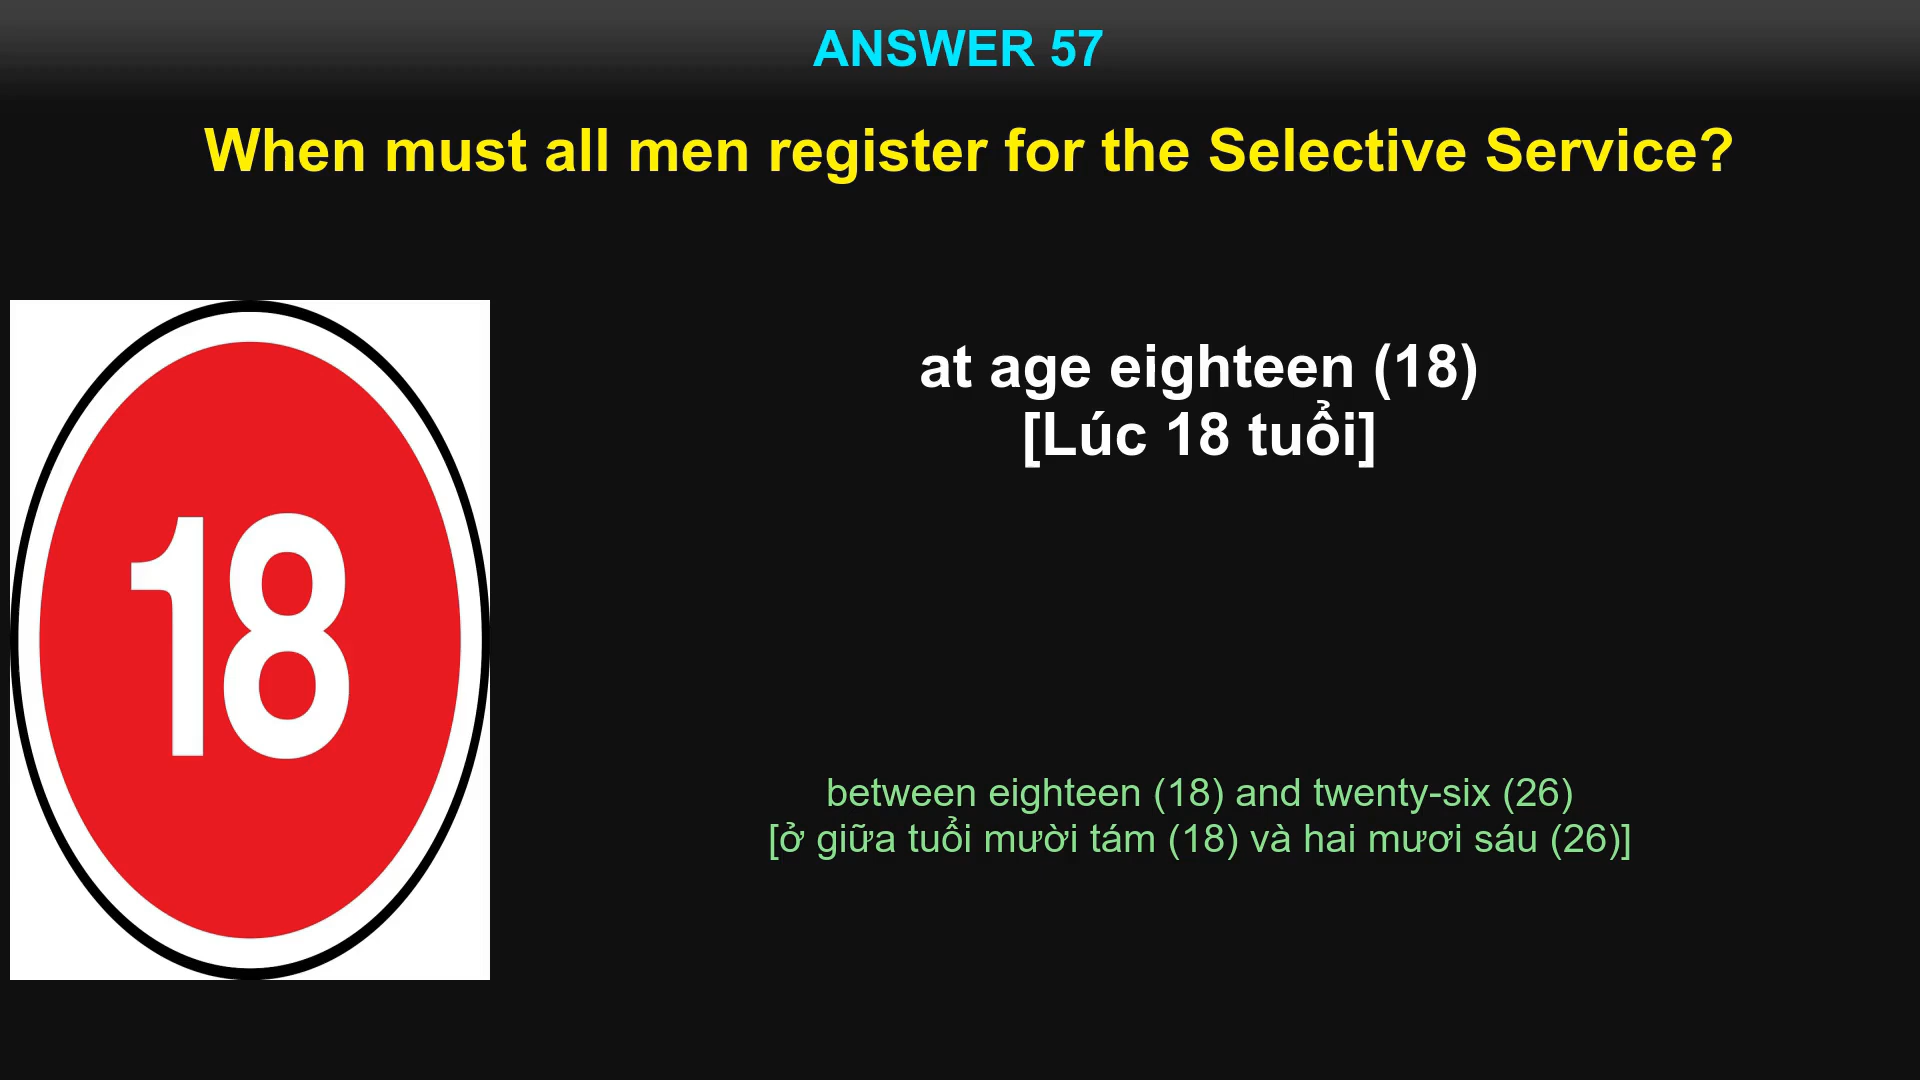 ANSWER 57
When must all men register for the Selective Service?
at age eighteen (18)
[Lúc 18 tuổi]
18
between eighteen (18) and twenty-six (26)
[ở giữa tuổi mười tám (18) và hai mươi sáu (26)]